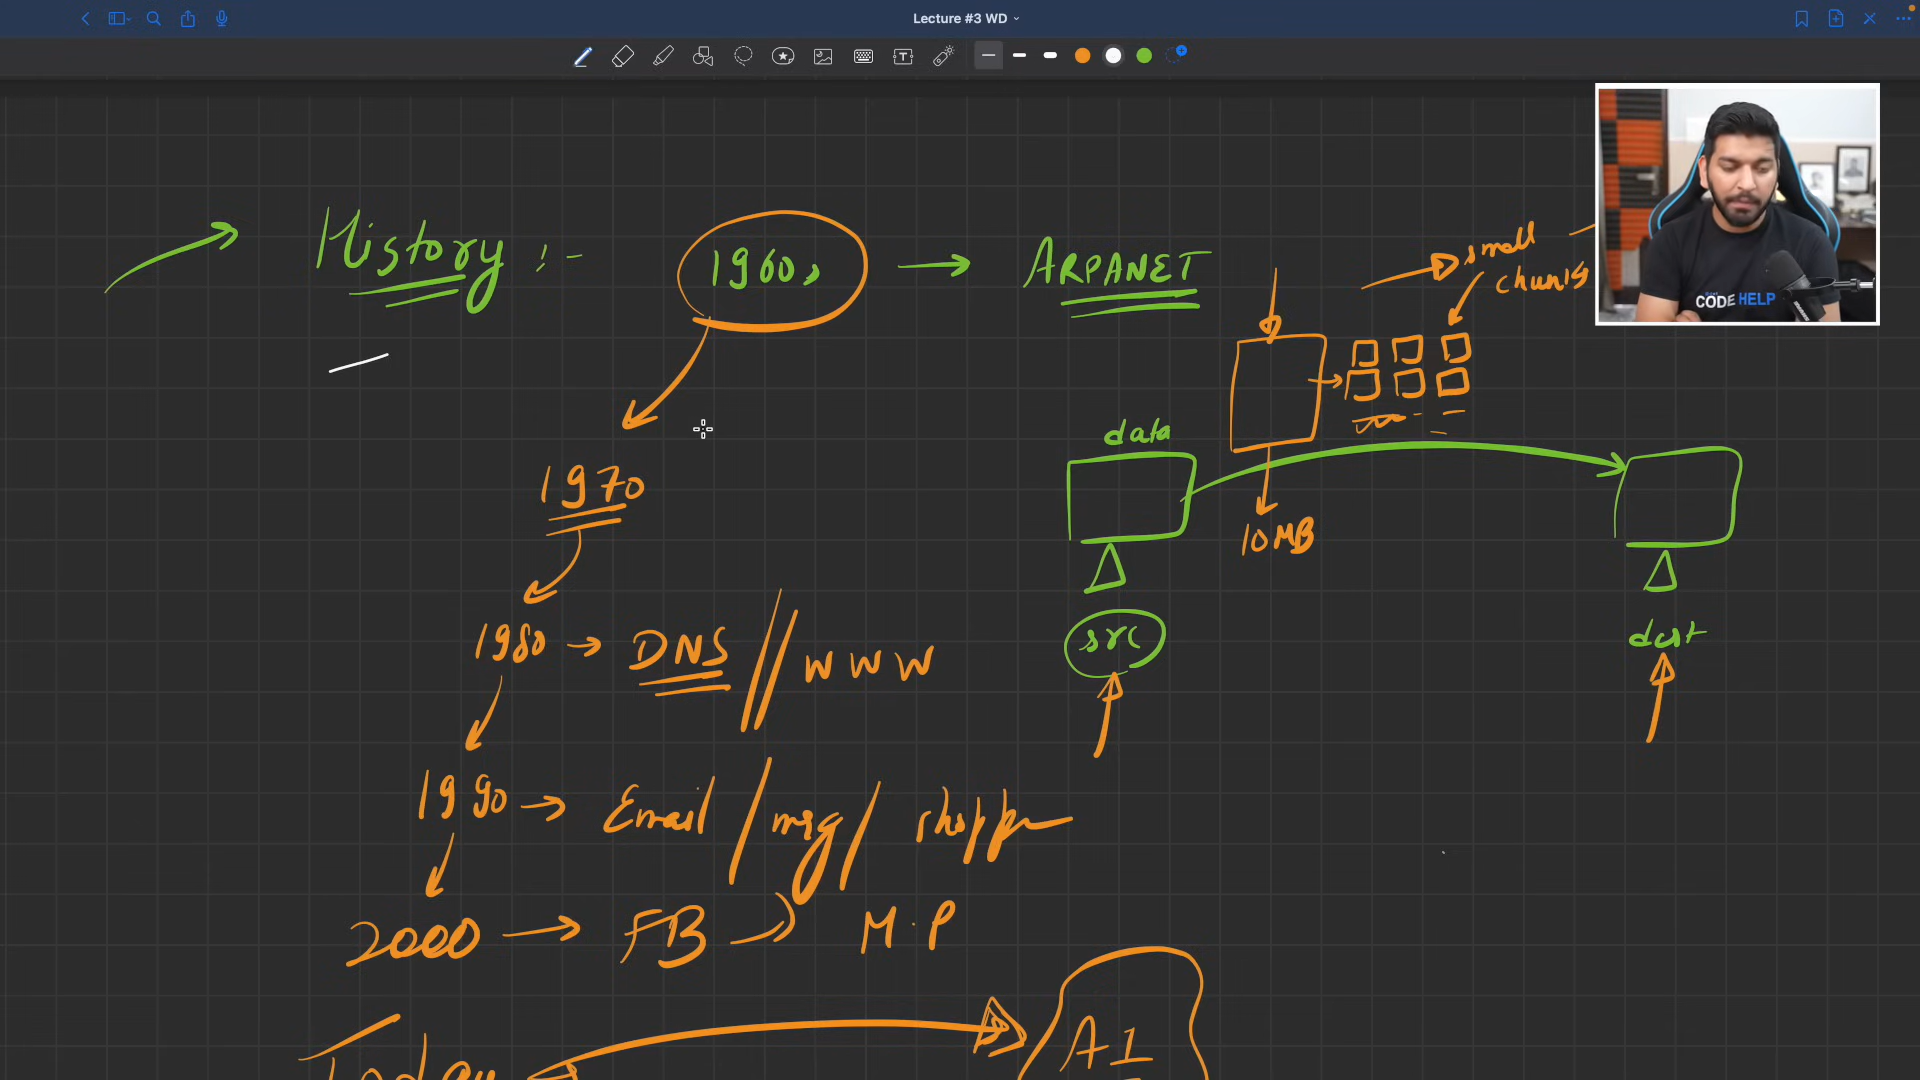 Lecture #3 WD
History :-
1960s → ARPANET
small
chunks
CODE HELP
data
1970
10MB
src
dest
1980 → DNS // WWW
1990 → Email / msg /
2000 → FB M.P
Today
AI